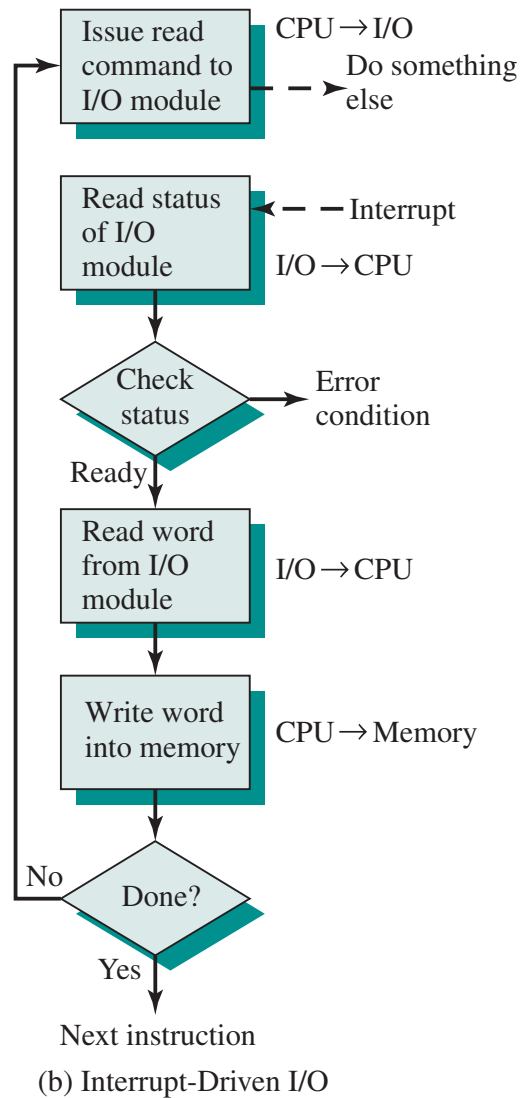 Issue read
command to
I/O module
CPU → I/O
Do something
else
Read status
of I/O
module
Interrupt
I/O → CPU
Check
status
Error
condition
Ready
Read word
from I/O
module
I/O → CPU
Write word
into memory
CPU → Memory
Done?
No
Yes
Next instruction
(b) Interrupt-Driven I/O